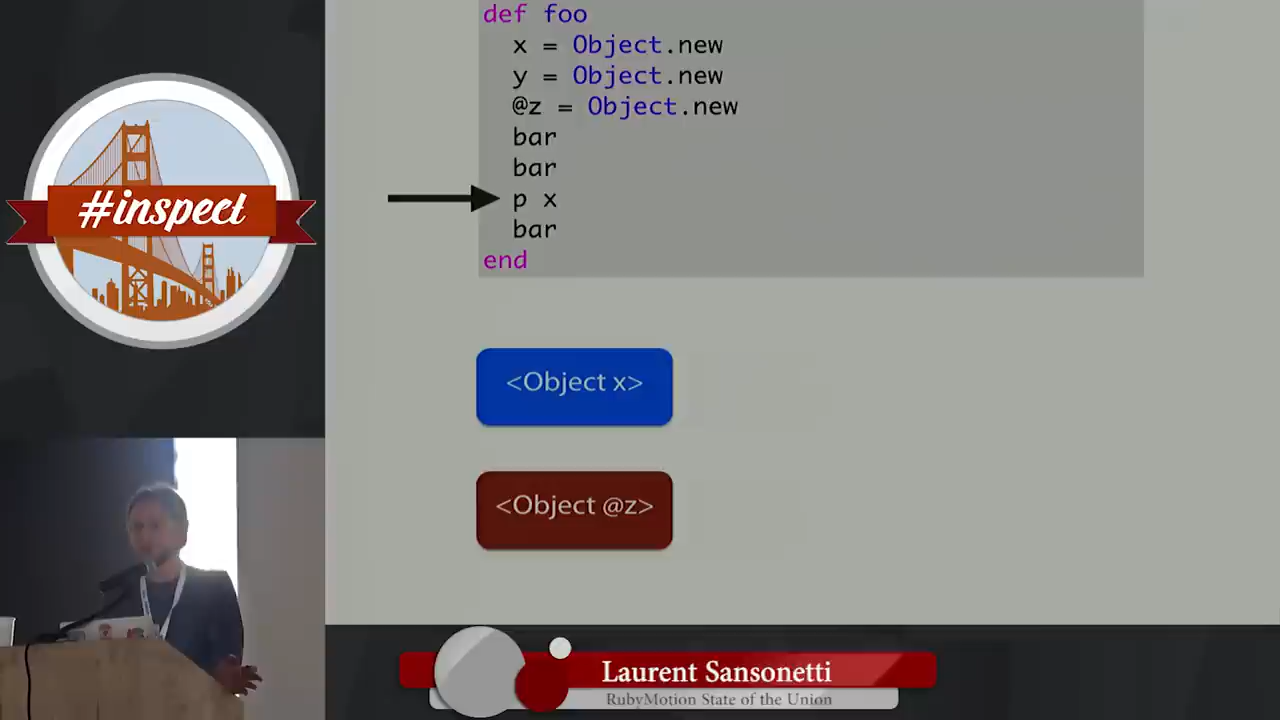 def foo
  x = Object.new
  y = Object.new
  @z = Object.new
  bar
  bar
  p x
  bar
end
#inspect
<Object x>
<Object @z>
Laurent Sansonetti
RubyMotion State of the Union